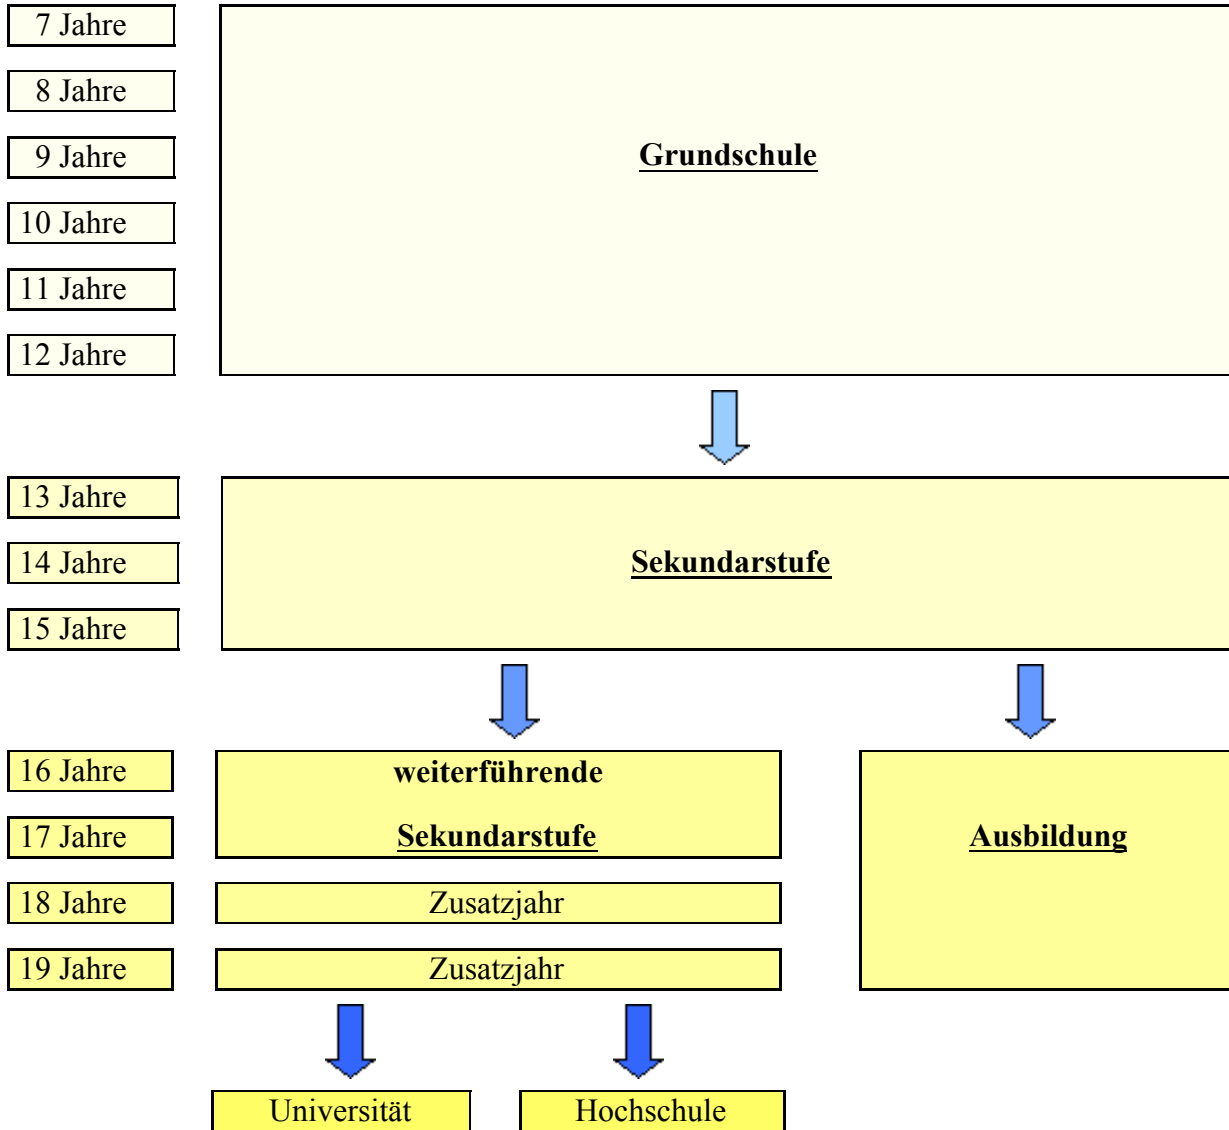 7 Jahre
8 Jahre
9 Jahre
Grundschule
10 Jahre
11 Jahre
12 Jahre
13 Jahre
14 Jahre
Sekundarstufe
15 Jahre
16 Jahre
weiterführende
17 Jahre
Sekundarstufe
Ausbildung
18 Jahre
Zusatzjahr
19 Jahre
Zusatzjahr
Universität
Hochschule